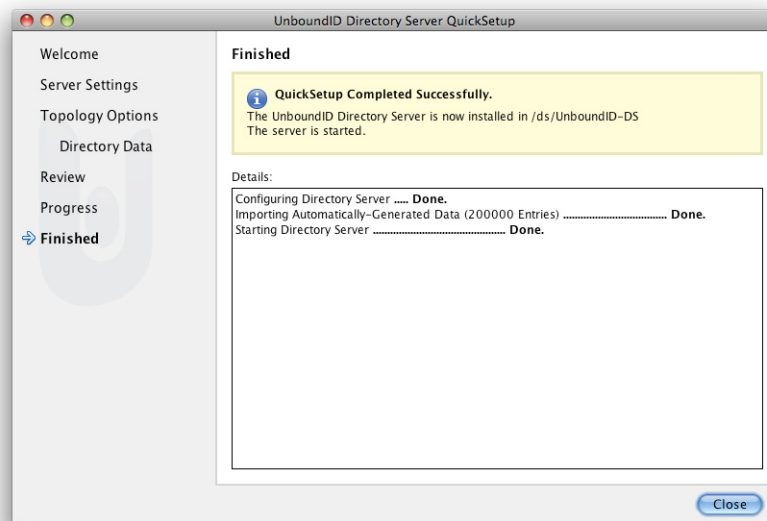 UnboundID Directory Server QuickSetup
Welcome
Server Settings
Topology Options
Directory Data
Review
Progress
Finished
Finished
QuickSetup Completed Successfully.
The UnboundID Directory Server is now installed in /ds/UnboundID-DS
The server is started.
Details:
Configuring Directory Server ..... Done.
Importing Automatically-Generated Data (200000 Entries) ................................... Done.
Starting Directory Server ............................................. Done.
Close